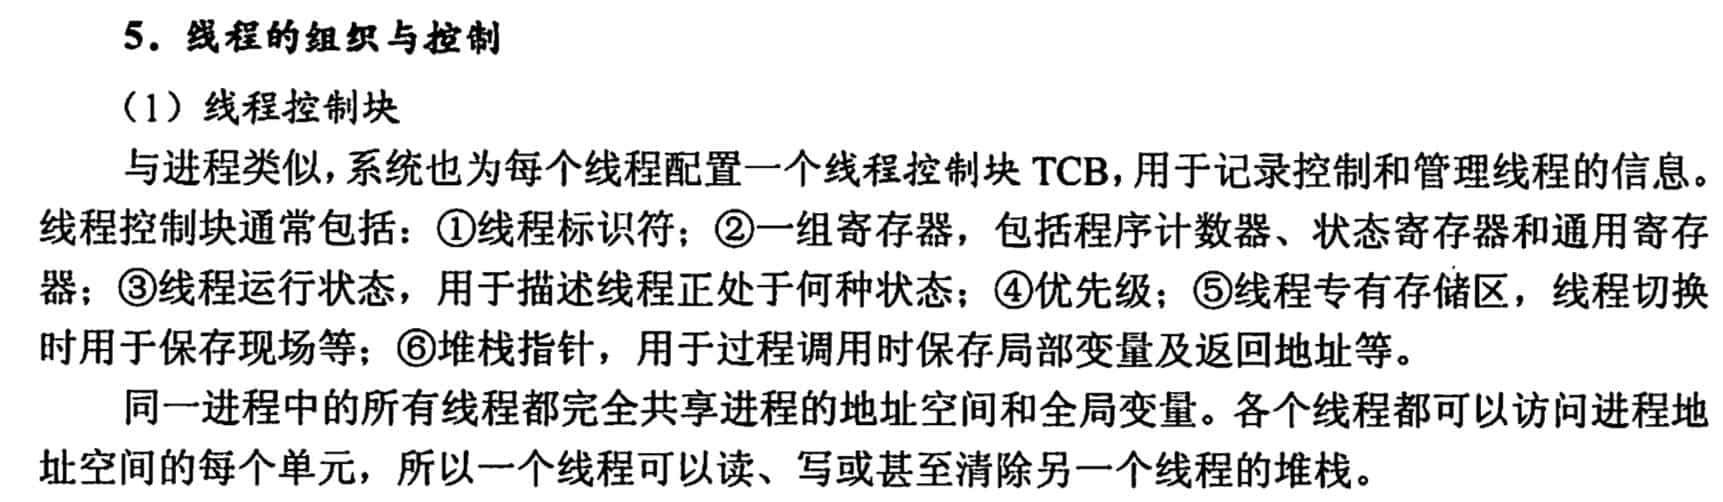 5. 线程的组织与控制
（1）线程控制块
与进程类似，系统也为每个线程配置一个线程控制块 TCB，用于记录控制和管理线程的信息。
线程控制块通常包括：①线程标识符；②一组寄存器，包括程序计数器、状态寄存器和通用寄存
器；③线程运行状态，用于描述线程正处于何种状态；④优先级；⑤线程专有存储区，线程切换
时用于保存现场等；⑥堆栈指针，用于过程调用时保存局部变量及返回地址等。
同一进程中的所有线程都完全共享进程的地址空间和全局变量。各个线程都可以访问进程地
址空间的每个单元，所以一个线程可以读、写或甚至清除另一个线程的堆栈。